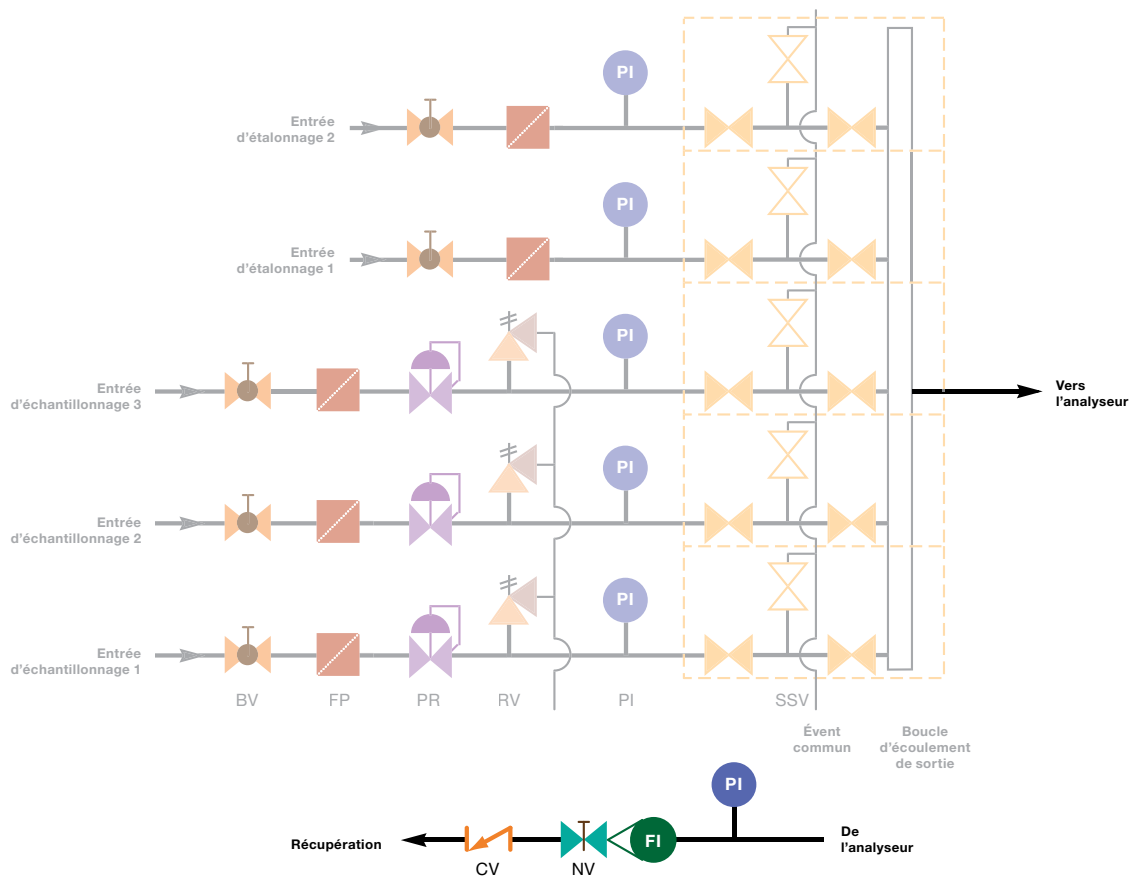 PI
Entrée
d'étalonnage 2
PI
Entrée
d'étalonnage 1
PI
Entrée
d'échantillonnage 3
Vers
l'analyseur
PI
Entrée
d'échantillonnage 2
PI
Entrée
d'échantillonnage 1
BV FP PR RV PI SSV
Évent
commun
Boucle
d'écoulement
de sortie
PI
Récupération
FI
De
l'analyseur
CV NV